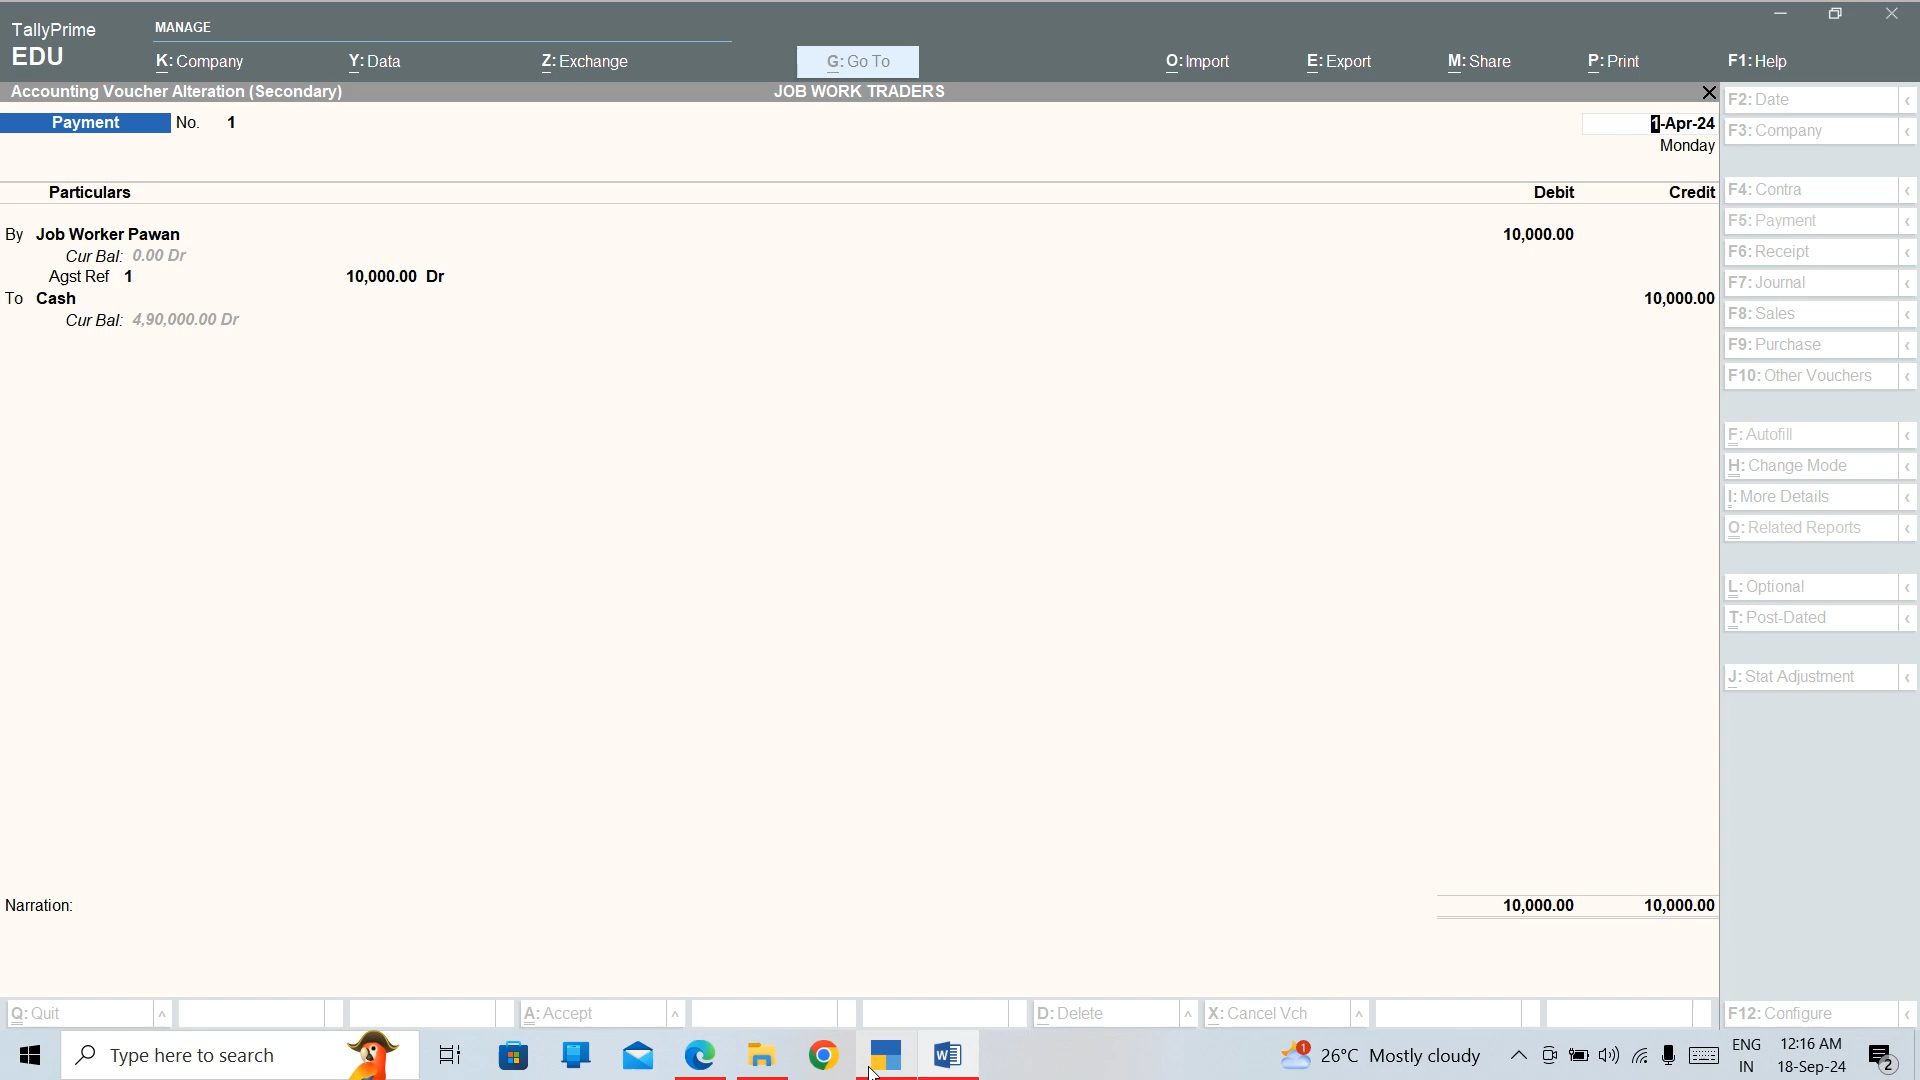 TallyPrime
EDU
MANAGE
K: Company
Y: Data
Z: Exchange
G: Go To
O: Import
E: Export
M: Share
P: Print
F1: Help
Accounting Voucher Alteration (Secondary)
JOB WORK TRADERS
Payment No. 1
1-Apr-24
Monday
Particulars Debit Credit
By Job Worker Pawan 10,000.00
Cur Bal: 0.00 Dr
Agst Ref 1 10,000.00 Dr
To Cash 10,000.00
Cur Bal: 4,90,000.00 Dr
Narration: 10,000.00 10,000.00
F2: Date
F3: Company
F4: Contra
F5: Payment
F6: Receipt
F7: Journal
F8: Sales
F9: Purchase
F10: Other Vouchers
F: Autofill
H: Change Mode
I: More Details
O: Related Reports
L: Optional
T: Post-Dated
J: Stat Adjustment
F12: Configure
Q: Quit
A: Accept
D: Delete
X: Cancel Vch
Type here to search
1
26°C Mostly cloudy
ENG
IN
12:16 AM
18-Sep-24
2